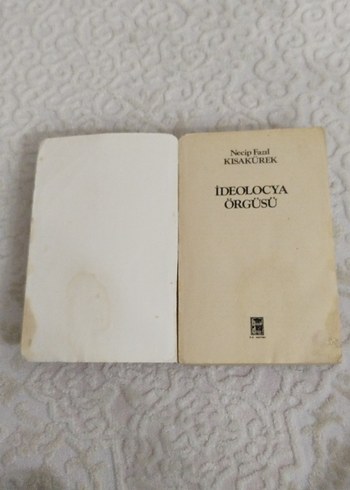 Necip Fazıl
KISAKÜREK
İDEOLOCYA
ÖRGÜSÜ